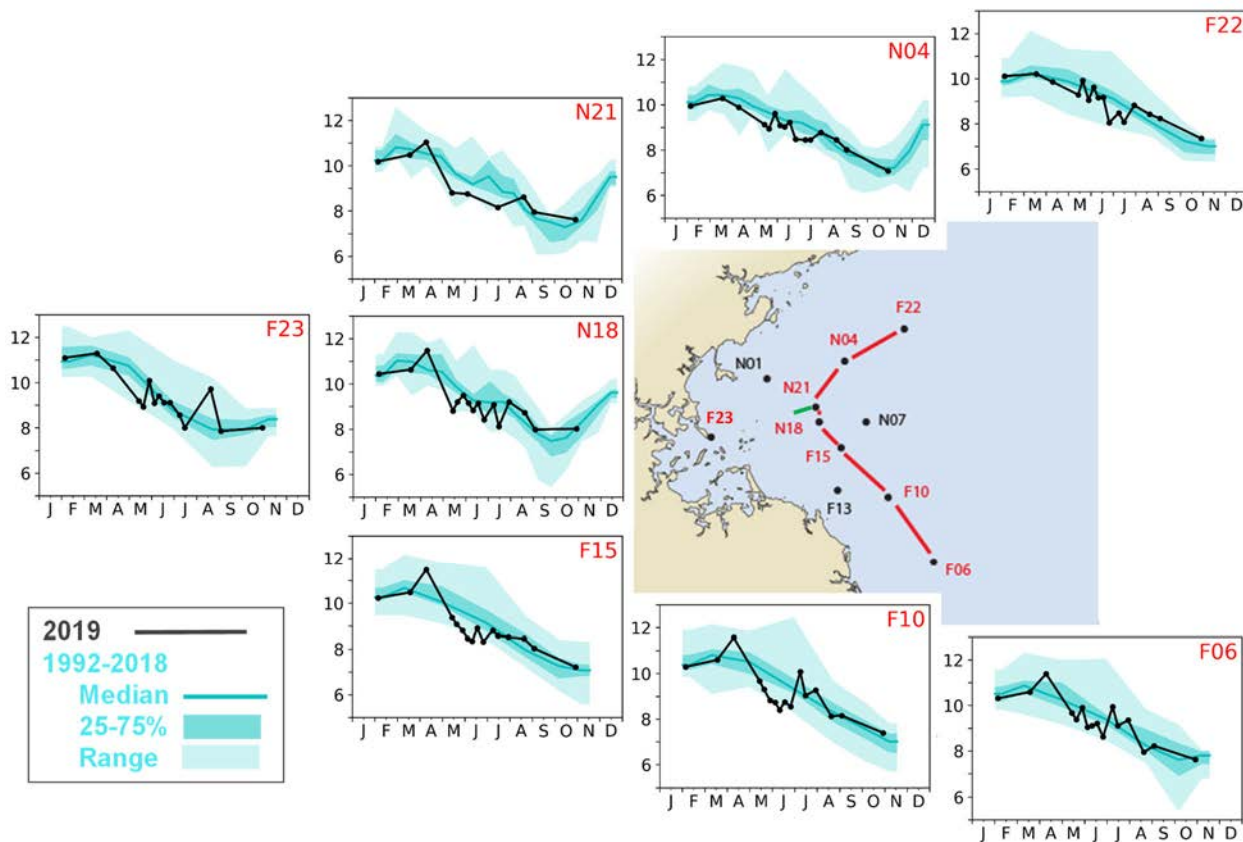 N04
12
10
8
6
J F M A M J J A S O N D
F22
12
10
8
6
J F M A M J J A S O N D
N21
12
10
8
6
J F M A M J J A S O N D
F23
12
10
8
6
J F M A M J J A S O N D
N18
12
10
8
6
J F M A M J J A S O N D
F22
N04
N01
N21
F23
N18
N07
F15
F10
F13
F06
F15
12
10
8
6
J F M A M J J A S O N D
2019
1992-2018
Median
25-75%
Range
F10
12
10
8
6
J F M A M J J A S O N D
F06
12
10
8
6
J F M A M J J A S O N D